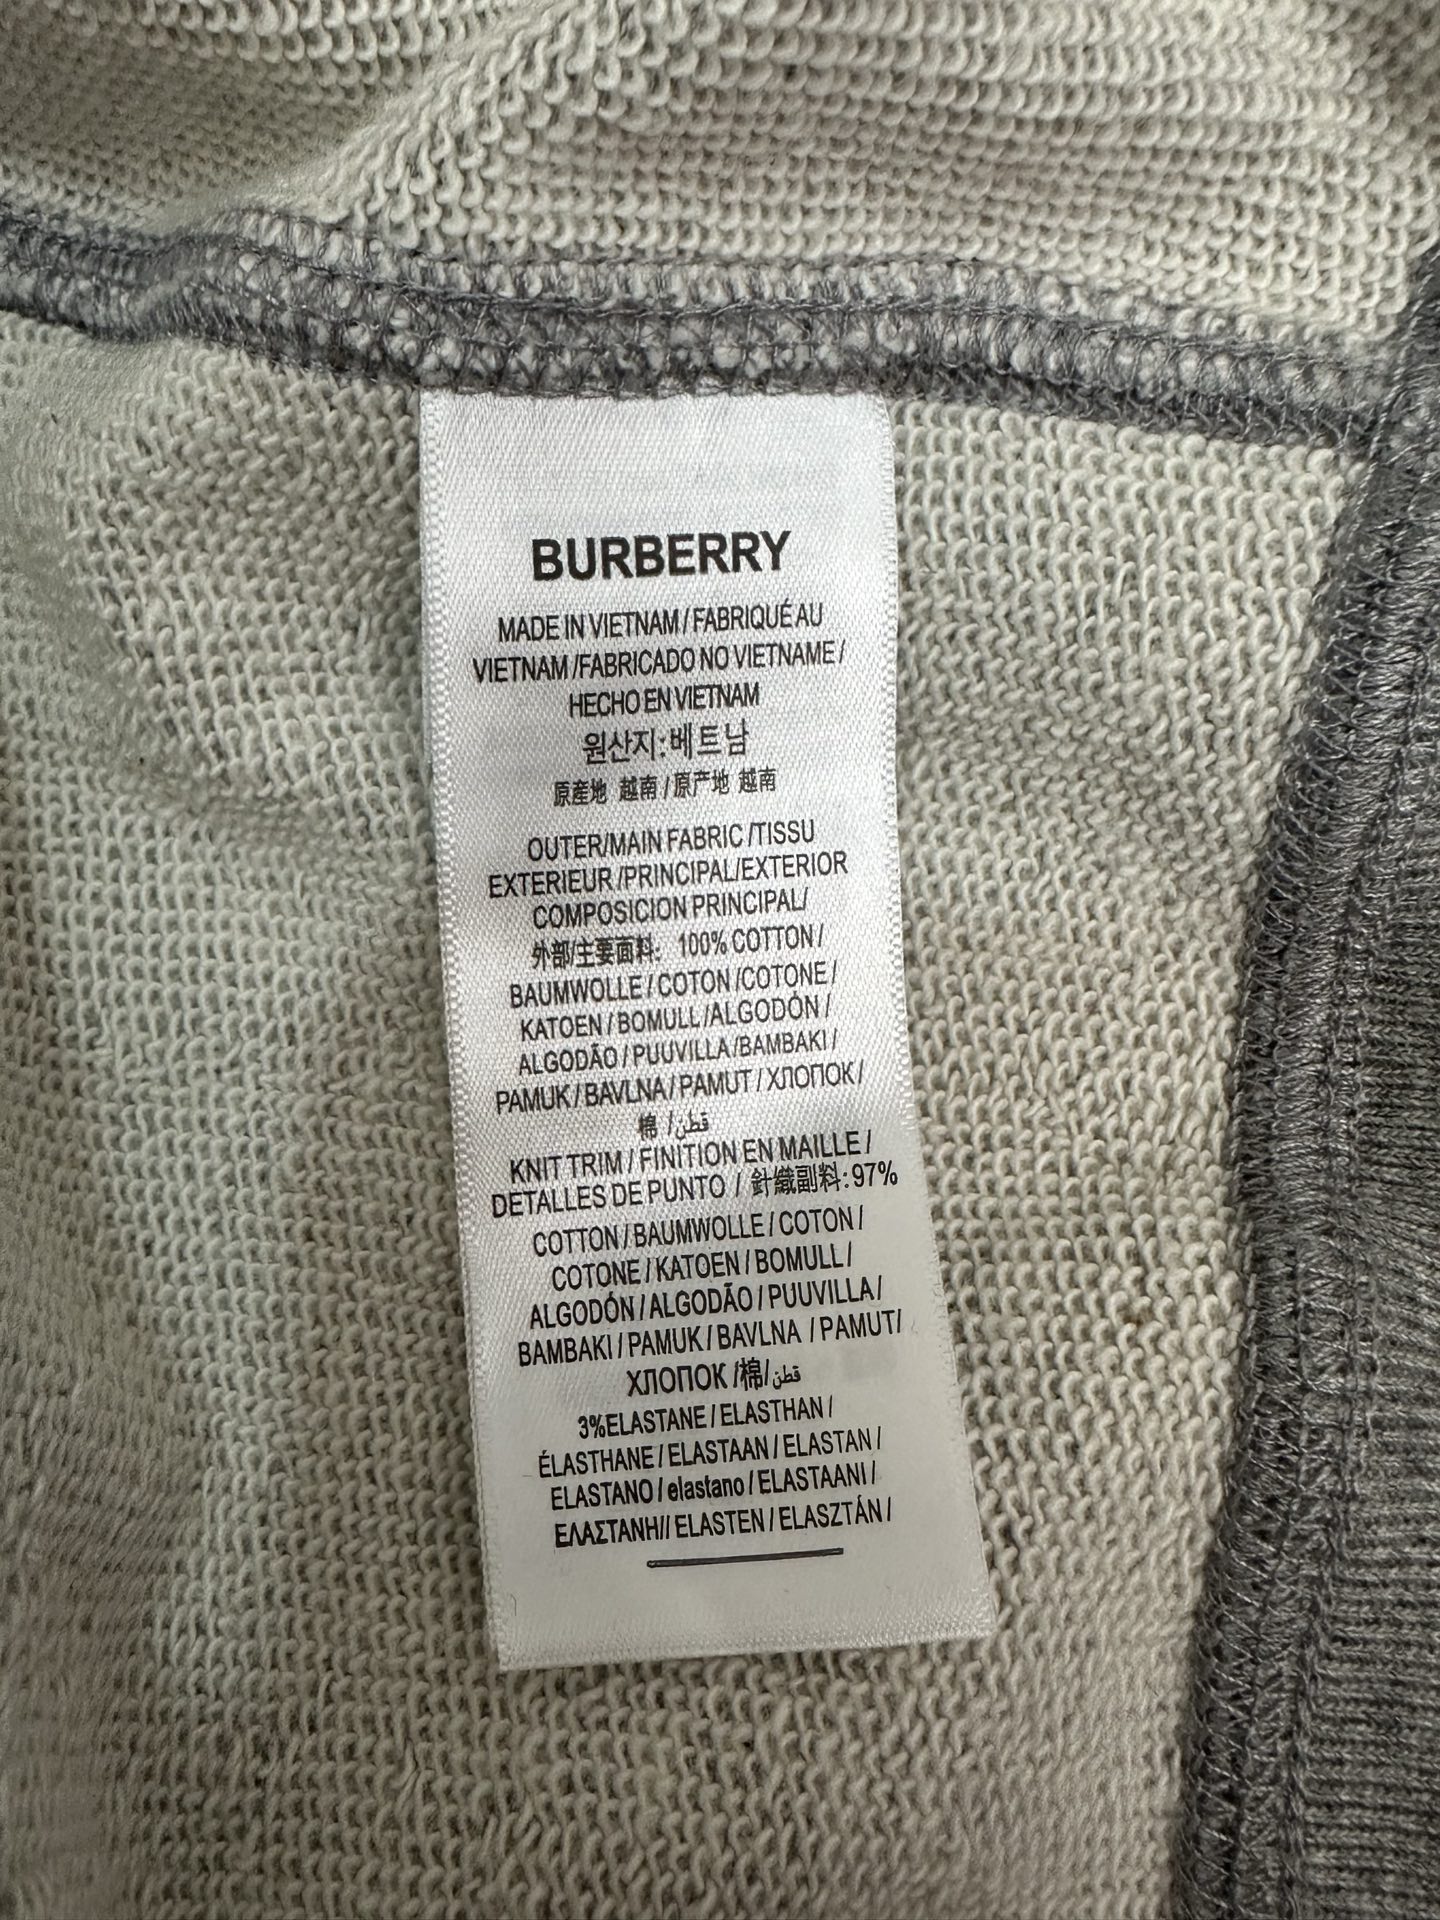 BURBERRY
MADE IN VIETNAM / FABRIQUÉ AU
VIETNAM /FABRICADO NO VIETNAME /
HECHO EN VIETNAM
원산지:베트남
原産地 越南 / 原产地 越南
OUTER/MAIN FABRIC /TISSU
EXTERIEUR /PRINCIPAL/EXTERIOR
COMPOSICION PRINCIPAL/
外部/主要面料: 100% COTTON /
BAUMWOLLE / COTON /COTONE /
KATOEN / BOMULL /ALGODÓN /
ALGODÃO / PUUVILLA /BAMBAKI /
PAMUK / BAVLNA / PAMUT / ХЛОПОК /
棉 /قطن
KNIT TRIM / FINITION EN MAILLE /
DETALLES DE PUNTO / 針織副料: 97%
COTTON / BAUMWOLLE / COTON /
COTONE / KATOEN / BOMULL /
ALGODÓN / ALGODÃO / PUUVILLA /
BAMBAKI / PAMUK / BAVLNA / PAMUT/
ХЛОПОК /棉/قطن
3%ELASTANE / ELASTHAN /
ÉLASTHANE / ELASTAAN / ELASTAN /
ELASTANO / elastano / ELASTAANI /
ΕΛΑΣΤΑΝΗ// ELASTEN / ELASZTÁN /